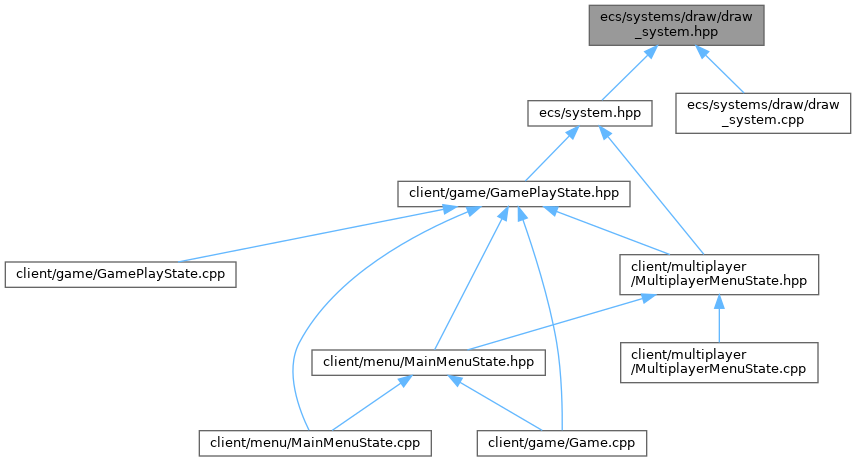 ecs/systems/draw/draw
_system.hpp
ecs/system.hpp
ecs/systems/draw/draw
_system.cpp
client/game/GamePlayState.hpp
client/game/GamePlayState.cpp
client/multiplayer
/MultiplayerMenuState.hpp
client/menu/MainMenuState.hpp
client/multiplayer
/MultiplayerMenuState.cpp
client/menu/MainMenuState.cpp
client/game/Game.cpp